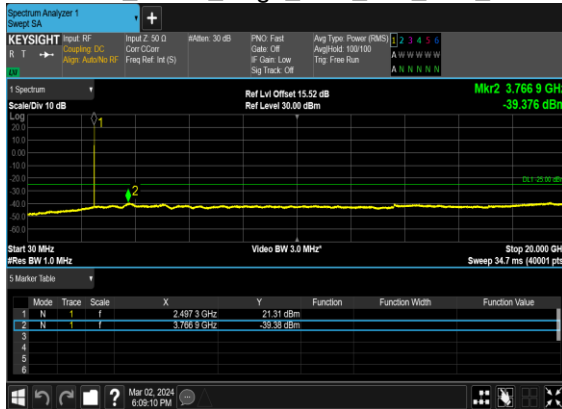 Spectrum Analyzer 1
Swept SA
+
KEYSIGHT Input: RF Input Z: 50 Ω #Atten: 30 dB PNO: Fast Avg Type: Power (RMS) 1 2 3 4 5 6
R T Coupling: DC Corr CCorr Gate: Off Avg|Hold: 100/100 A W W W W W
Align: Auto/No RF Freq Ref: Int (S) IF Gain: Low Trig: Free Run
Sig Track: Off A N N N N N
1 Spectrum
Ref Lvl Offset 15.52 dB Mkr2 3.766 9 GHz
Scale/Div 10 dB Ref Level 30.00 dBm -39.376 dBm
Log
20.0
10.0
0.00
-10.0
-20.0
-30.0
-40.0
-50.0
-60.0
1
2
Start 30 MHz Video BW 3.0 MHz* Stop 20.000 GH
#Res BW 1.0 MHz Sweep 34.7 ms (40001 pts
5 Marker Table
Mode Trace Scale X Y Function Function Width Function Value
1 N 1 f 2.497 3 GHz 21.31 dBm
2 N 1 f 3.766 9 GHz -39.38 dBm
3
4
5
6
? Mar 02, 2024
6:09:10 PM